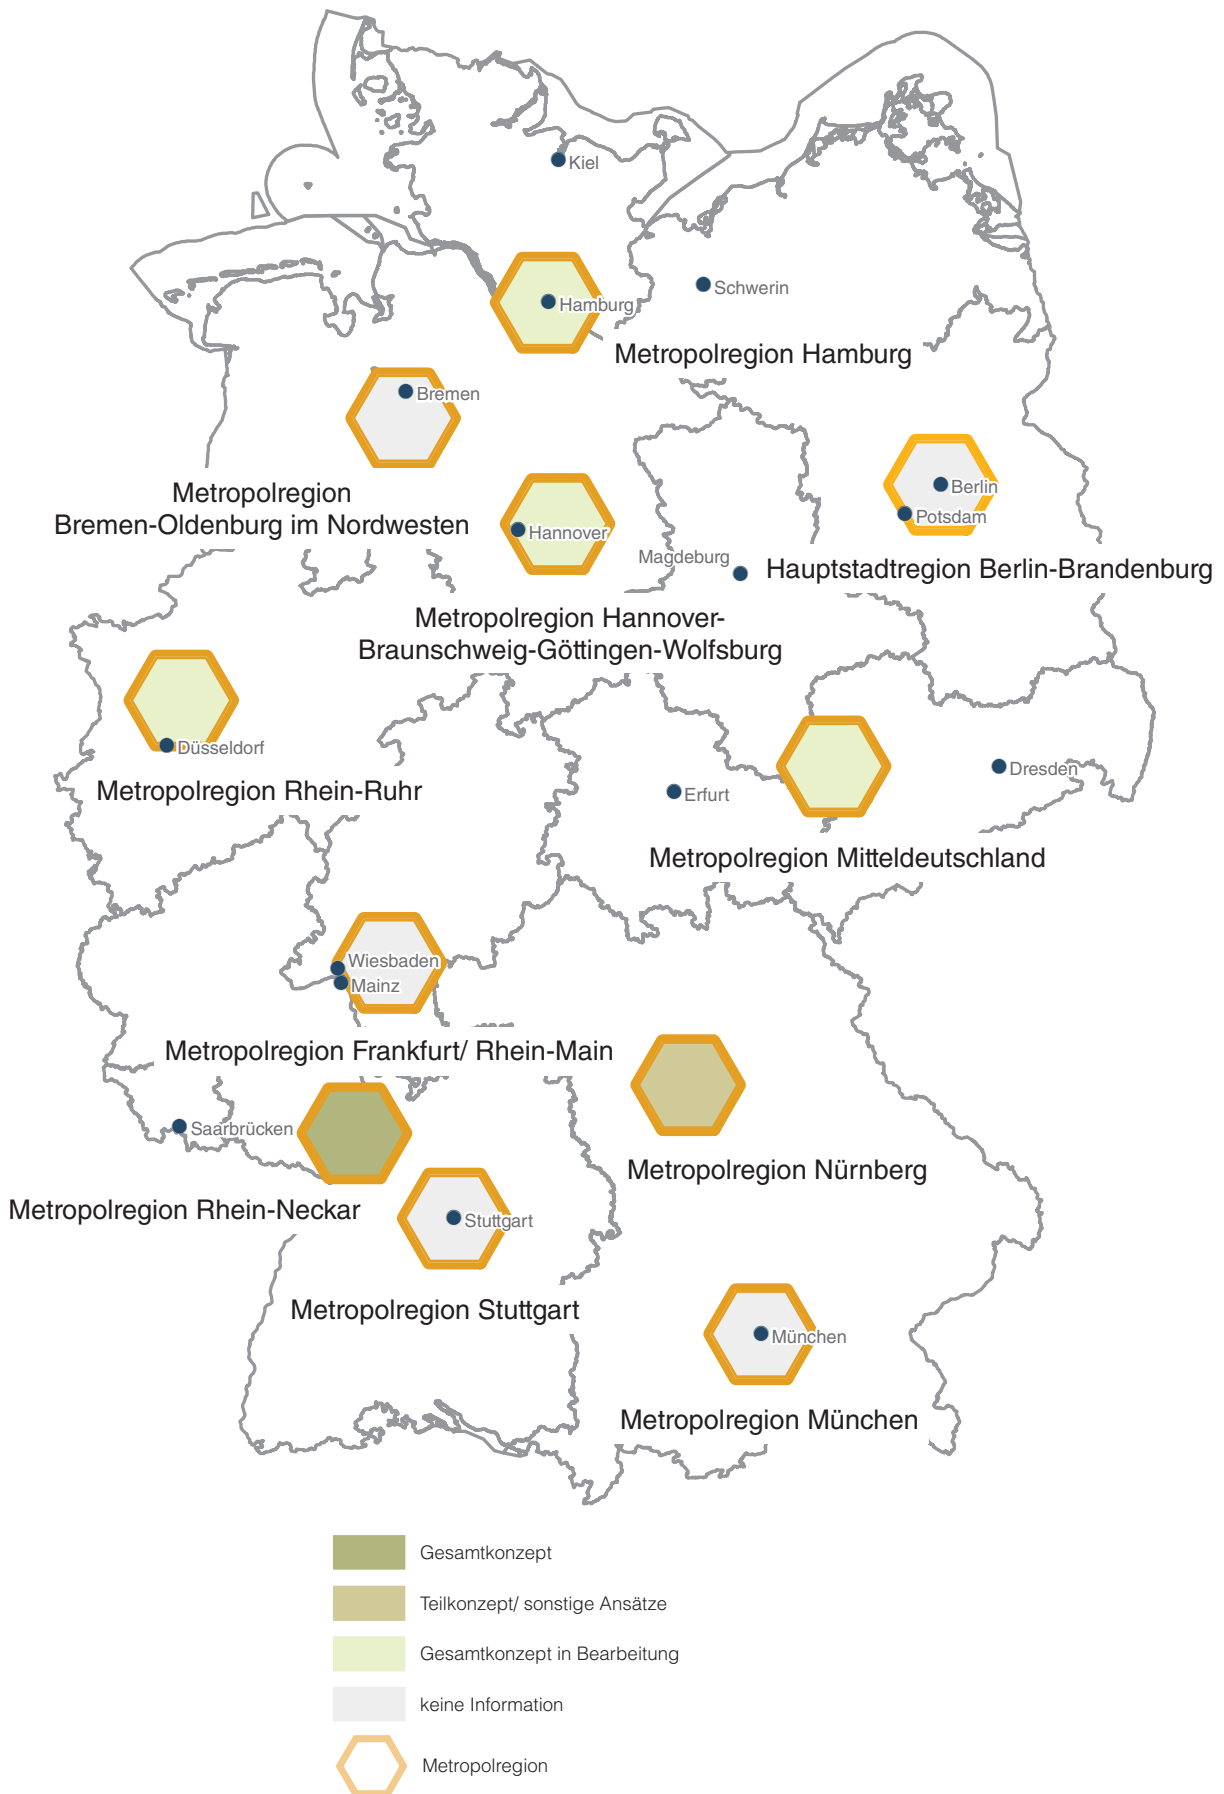 Kiel
Schwerin
Hamburg
Metropolregion Hamburg
Bremen
Metropolregion
Bremen-Oldenburg im Nordwesten
Berlin
Potsdam
Hannover
Magdeburg
Hauptstadtregion Berlin-Brandenburg
Metropolregion Hannover-
Braunschweig-Göttingen-Wolfsburg
Düsseldorf
Metropolregion Rhein-Ruhr
Erfurt
Dresden
Metropolregion Mitteldeutschland
Wiesbaden
Mainz
Metropolregion Frankfurt/ Rhein-Main
Saarbrücken
Metropolregion Nürnberg
Metropolregion Rhein-Neckar
Stuttgart
Metropolregion Stuttgart
München
Metropolregion München
Gesamtkonzept
Teilkonzept/ sonstige Ansätze
Gesamtkonzept in Bearbeitung
keine Information
Metropolregion